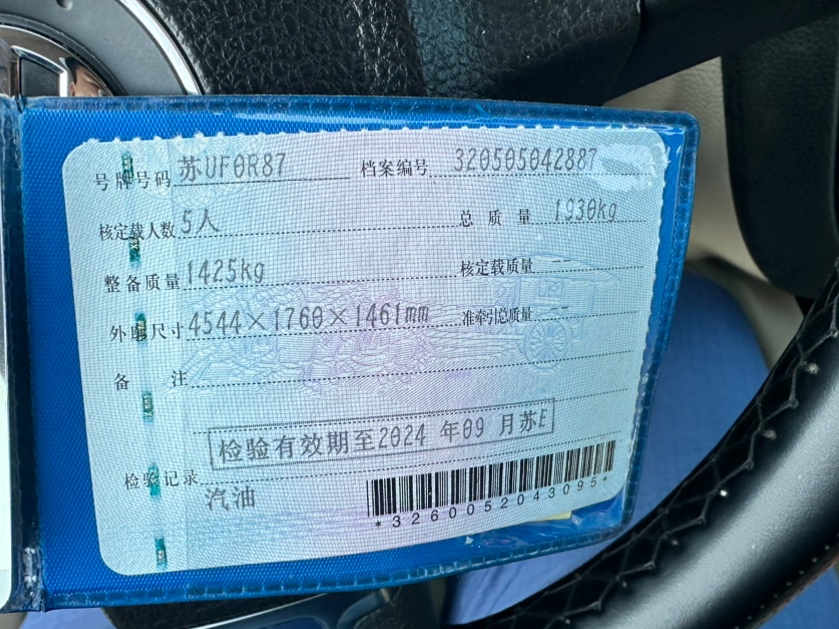 号牌号码 苏UF0R87 档案编号 320505042887
核定载人数 5人 总质量 1930kg
整备质量 1425kg 核定载质量 --
外廓尺寸 4544×1760×1461mm 准牵引总质量 --
备 注
检验有效期至2024 年09 月苏E
检验记录
汽油
*3260052043095*